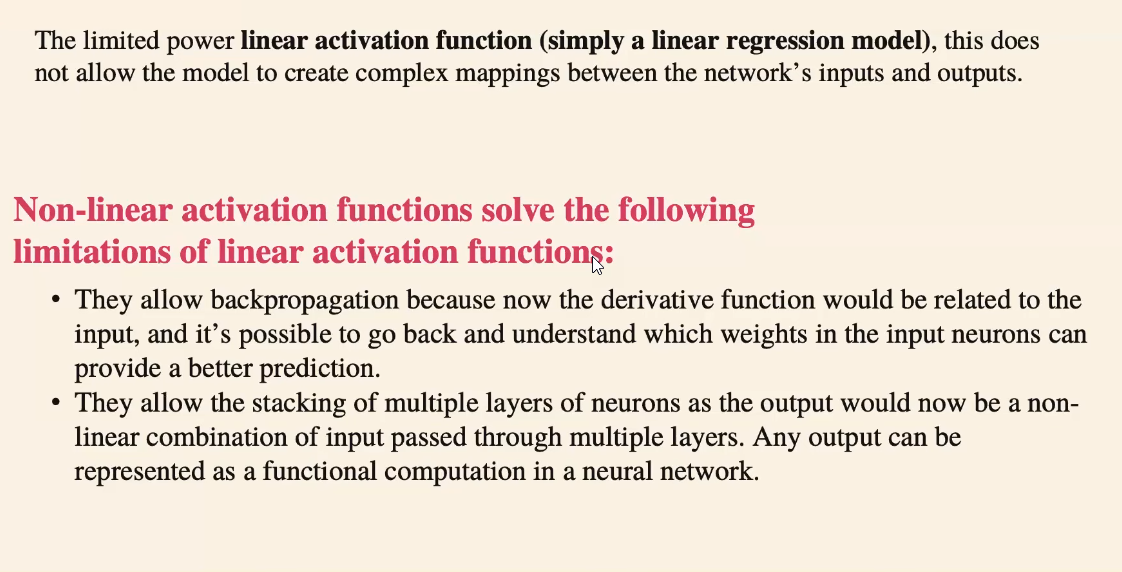 The limited power linear activation function (simply a linear regression model), this does
not allow the model to create complex mappings between the network’s inputs and outputs.
Non-linear activation functions solve the following
limitations of linear activation functions:
• They allow backpropagation because now the derivative function would be related to the
input, and it’s possible to go back and understand which weights in the input neurons can
provide a better prediction.
• They allow the stacking of multiple layers of neurons as the output would now be a non-
linear combination of input passed through multiple layers. Any output can be
represented as a functional computation in a neural network.